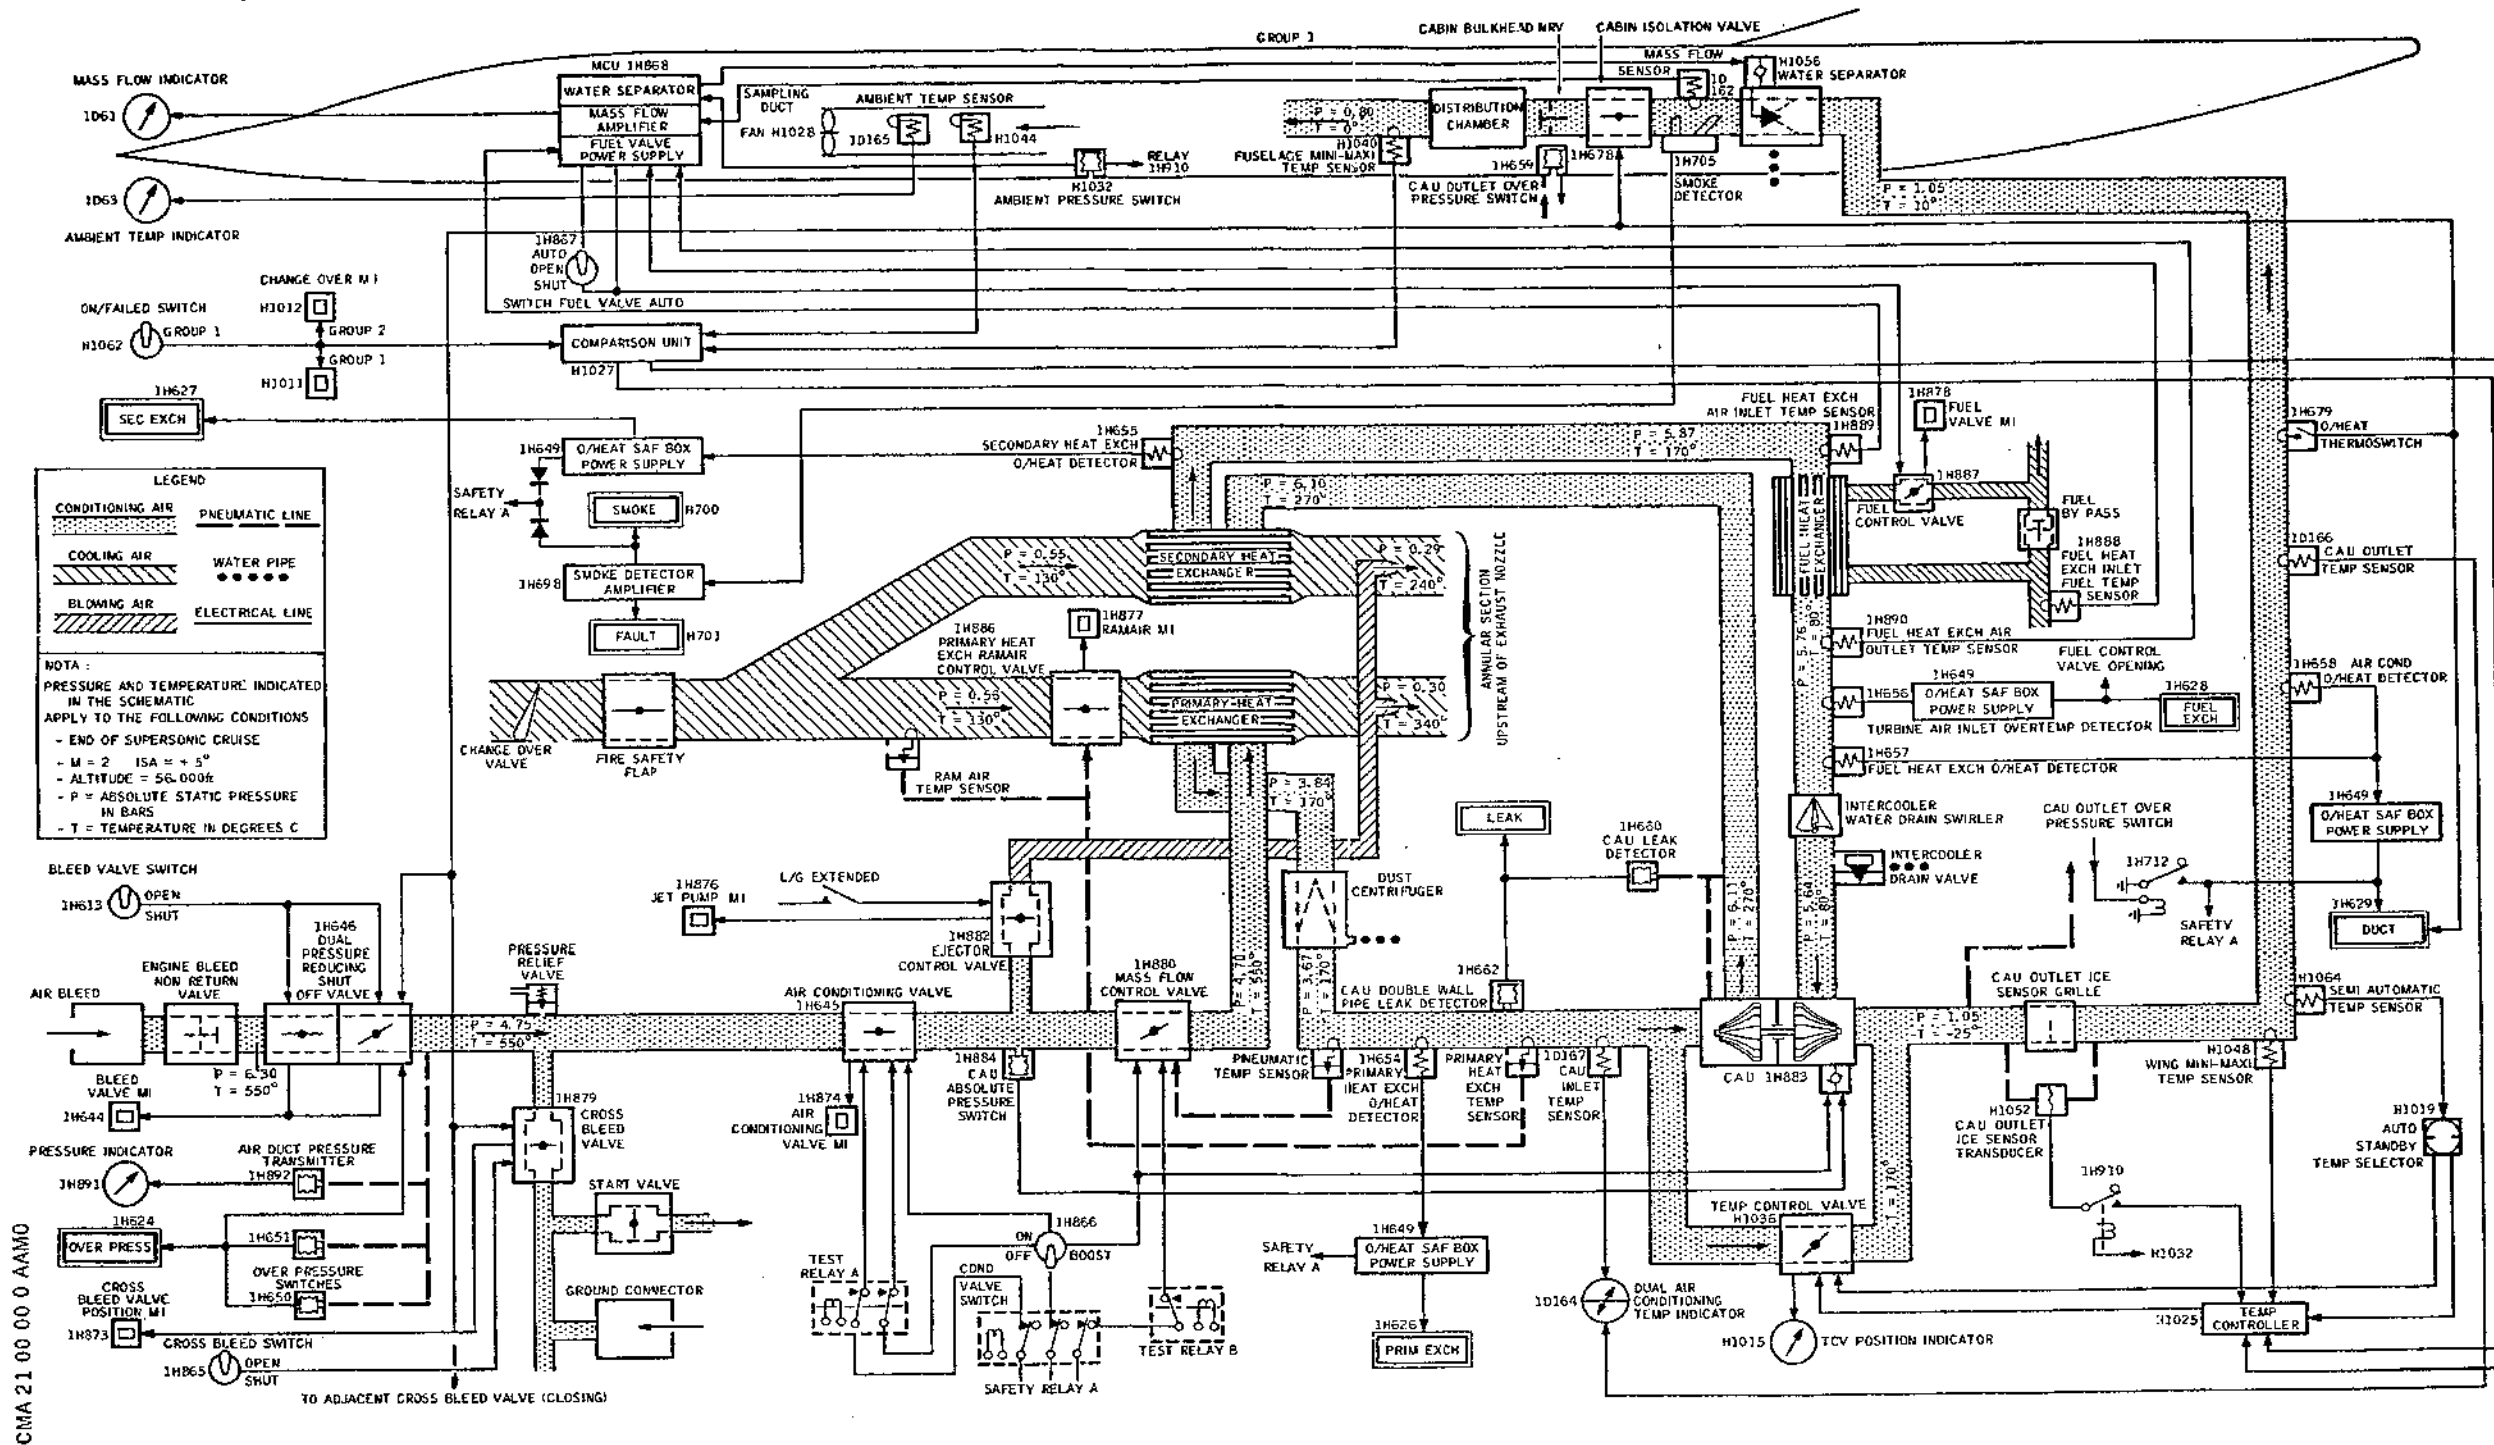 GROUP 1
CABIN BULKHEAD NRV
CABIN ISOLATION VALVE
MASS FLOW
SENSOR
1D
162
H1056
WATER SEPARATOR
MASS FLOW INDICATOR
1D61
MCU 1H868
WATER SEPARATOR
MASS FLOW
AMPLIFIER
FUEL VALVE
POWER SUPPLY
SAMPLING
DUCT
AMBIENT TEMP SENSOR
FAN H1028
1D165
H1044
H1032
AMBIENT PRESSURE SWITCH
RELAY
1H910
P = 0,80
T = 0°
DISTRIBUTION
CHAMBER
H1040
FUSELAGE MINI-MAXI
TEMP SENSOR
1H659
CAU OUTLET OVER
PRESSURE SWITCH
1H678
1H705
SMOKE
DETECTOR
P = 1.05
T = 10°
1D63
AMBIENT TEMP INDICATOR
1H867
AUTO
OPEN
SHUT
SWITCH FUEL VALVE AUTO
CHANGE OVER MI
H1012
GROUP 2
ON/FAILED SWITCH
GROUP 1
H1062
GROUP 1
H1011
COMPARISON UNIT
H1027
1H627
SEC EXCH
1H649
O/HEAT SAF BOX
POWER SUPPLY
SAFETY
RELAY A
SMOKE
H700
1H698
SMOKE DETECTOR
AMPLIFIER
FAULT
H701
1H655
SECONDARY HEAT EXCH
O/HEAT DETECTOR
P = 5.87
T = 170°
P = 6.10
T = 270°
FUEL HEAT EXCH
AIR INLET TEMP SENSOR
1H889
1H878
FUEL
VALVE MI
1H887
FUEL
CONTROL VALVE
FUEL
BY PASS
1H888
FUEL HEAT
EXCH INLET
FUEL TEMP
SENSOR
FUEL HEAT
EXCHANGER
1H679
O/HEAT
THERMOSWITCH
1D166
CAU OUTLET
TEMP SENSOR
LEGEND
CONDITIONING AIR
PNEUMATIC LINE
COOLING AIR
WATER PIPE
BLOWING AIR
ELECTRICAL LINE
NOTA :
PRESSURE AND TEMPERATURE INDICATED
IN THE SCHEMATIC
APPLY TO THE FOLLOWING CONDITIONS
- END OF SUPERSONIC CRUISE
- M = 2 ISA = + 5°
- ALTITUDE = 56.000ft
- P = ABSOLUTE STATIC PRESSURE
IN BARS
- T = TEMPERATURE IN DEGREES C
P = 0.55
T = 130°
SECONDARY HEAT
EXCHANGER
P = 0.29
T = 240°
ANNULAR SECTION
UPSTREAM OF EXHAUST NOZZLE
1H877
RAMAIR MI
1H886
PRIMARY HEAT
EXCH RAMAIR
CONTROL VALVE
P = 0.56
T = 130°
PRIMARY HEAT
EXCHANGER
P = 0.30
T = 340°
CHANGE OVER
VALVE
FIRE SAFETY
FLAP
RAM AIR
TEMP SENSOR
P = 3.84
T = 170°
P = 5.76
T = 80°
1H890
FUEL HEAT EXCH AIR
OUTLET TEMP SENSOR
FUEL CONTROL
VALVE OPENING
1H656
1H649
O/HEAT SAF BOX
POWER SUPPLY
1H628
FUEL
EXCH
TURBINE AIR INLET OVERTEMP DETECTOR
1H657
FUEL HEAT EXCH O/HEAT DETECTOR
1H658 AIR COND
O/HEAT DETECTOR
1H649
O/HEAT SAF BOX
POWER SUPPLY
INTERCOOLER
WATER DRAIN SWIRLER
INTERCOOLER
DRAIN VALVE
CAU OUTLET OVER
PRESSURE SWITCH
1H712
SAFETY
RELAY A
1H629
DUCT
LEAK
1H660
CAU LEAK
DETECTOR
P = 6.11
T = 270°
P = 5.64
T = 80°
BLEED VALVE SWITCH
1H613
OPEN
SHUT
1H646
DUAL
PRESSURE
REDUCING
SHUT
OFF VALVE
1H876
JET PUMP MI
L/G EXTENDED
1H882
EJECTOR
CONTROL VALVE
DUST
CENTRIFUGER
PRESSURE
RELIEF
VALVE
ENGINE BLEED
NON RETURN
VALVE
AIR BLEED
P = 4.75
T = 550°
P = 6.30
T = 550°
AIR CONDITIONING VALVE
1H645
1H880
MASS FLOW
CONTROL VALVE
P = 4.70
T = 550°
P = 3.67
T = 170°
1H662
CAU DOUBLE WALL
PIPE LEAK DETECTOR
CAU OUTLET ICE
SENSOR GRILLE
P = 1.05
T = -25°
H1064
SEMI AUTOMATIC
TEMP SENSOR
H1048
WING MINI-MAXI
TEMP SENSOR
BLEED
VALVE MI
1H644
1H879
CROSS
BLEED
VALVE
1H874
AIR
CONDITIONING
VALVE MI
1H884
CAU
ABSOLUTE
PRESSURE
SWITCH
PNEUMATIC
TEMP SENSOR
1H654
PRIMARY
HEAT EXCH
O/HEAT
DETECTOR
PRIMARY
HEAT
EXCH
TEMP
SENSOR
1D167
CAU
INLET
TEMP
SENSOR
CAU 1H883
H1052
CAU OUTLET
ICE SENSOR
TRANSDUCER
H1019
AUTO
STANDBY
TEMP SELECTOR
PRESSURE INDICATOR
1H891
AIR DUCT PRESSURE
TRANSMITTER
1H892
1H624
OVER PRESS
1H651
OVER PRESSURE
SWITCHES
1H650
CROSS
BLEED VALVE
POSITION MI
1H873
CROSS BLEED SWITCH
1H865
OPEN
SHUT
TO ADJACENT CROSS BLEED VALVE (CLOSING)
START VALVE
GROUND CONNECTOR
TEST
RELAY A
1H866
ON
OFF
BOOST
COND
VALVE
SWITCH
SAFETY RELAY A
TEST RELAY B
1H649
SAFETY
RELAY A
O/HEAT SAF BOX
POWER SUPPLY
1H626
PRIM EXCH
1D164
DUAL AIR
CONDITIONING
TEMP INDICATOR
TEMP CONTROL VALVE
H1036
T = 170°
H1015
TCV POSITION INDICATOR
1H910
H1032
H1025
TEMP
CONTROLLER
CMA 21 00 00 0 AAM0